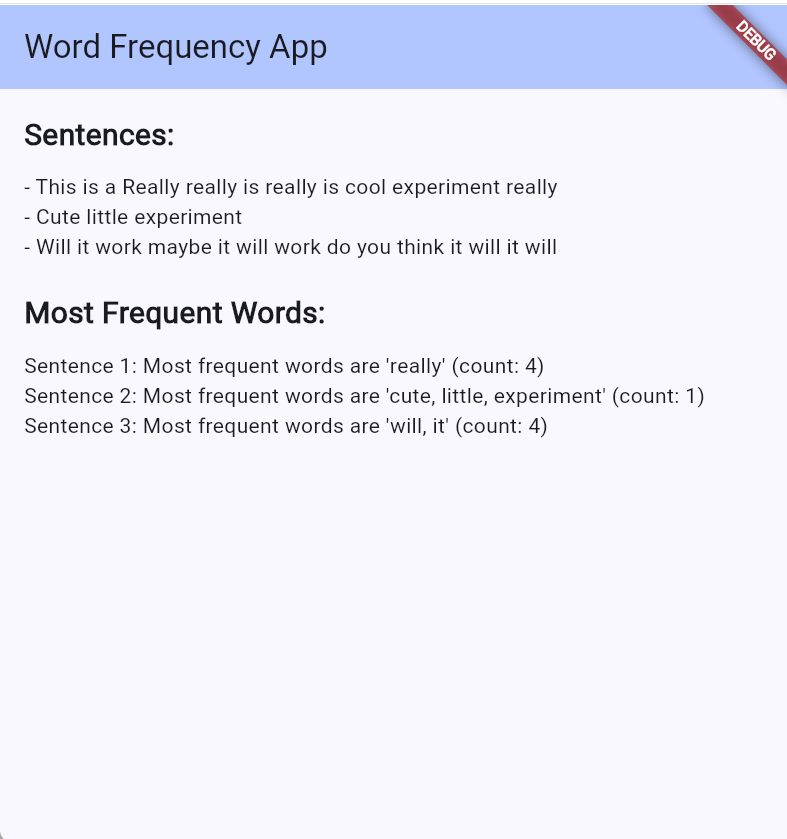 Word Frequency App
DEBUG
Sentences:
- This is a Really really is really is cool experiment really
- Cute little experiment
- Will it work maybe it will work do you think it will it will
Most Frequent Words:
Sentence 1: Most frequent words are 'really' (count: 4)
Sentence 2: Most frequent words are 'cute, little, experiment' (count: 1)
Sentence 3: Most frequent words are 'will, it' (count: 4)